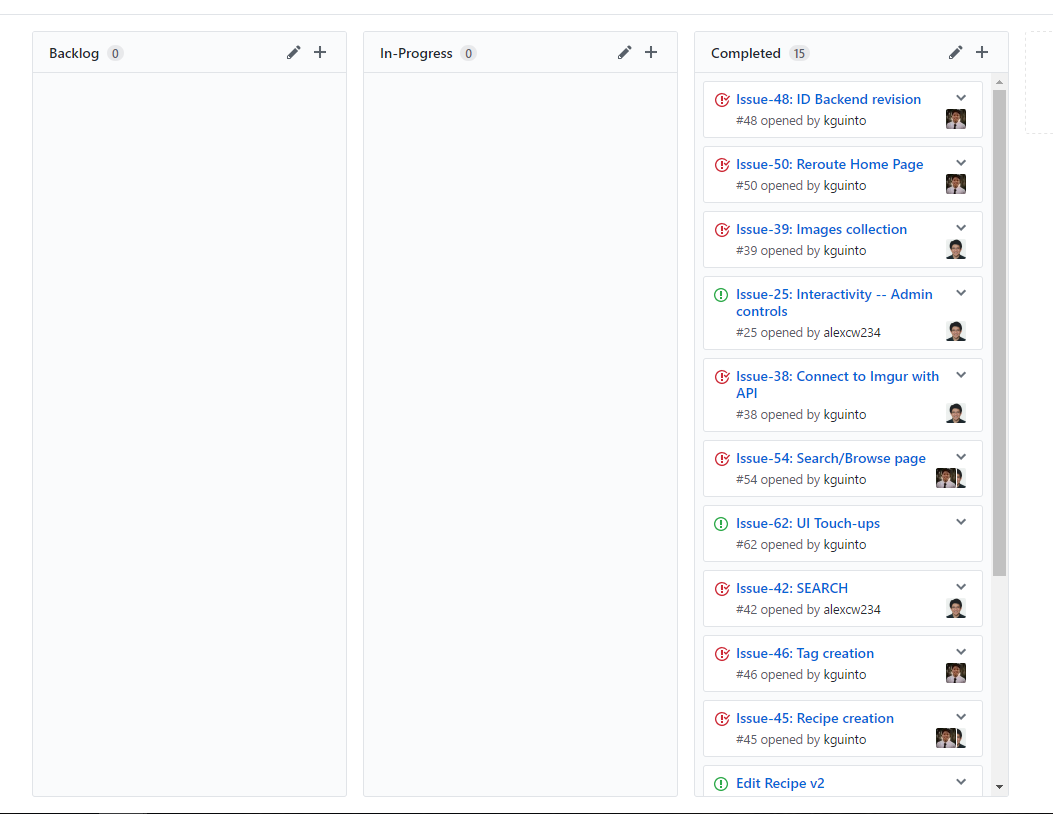 Backlog 0
In-Progress 0
Completed 15
Issue-48: ID Backend revision
#48 opened by kguinto
Issue-50: Reroute Home Page
#50 opened by kguinto
Issue-39: Images collection
#39 opened by kguinto
Issue-25: Interactivity -- Admin
controls
#25 opened by alexcw234
Issue-38: Connect to Imgur with
API
#38 opened by kguinto
Issue-54: Search/Browse page
#54 opened by kguinto
Issue-62: UI Touch-ups
#62 opened by kguinto
Issue-42: SEARCH
#42 opened by alexcw234
Issue-46: Tag creation
#46 opened by kguinto
Issue-45: Recipe creation
#45 opened by kguinto
Edit Recipe v2